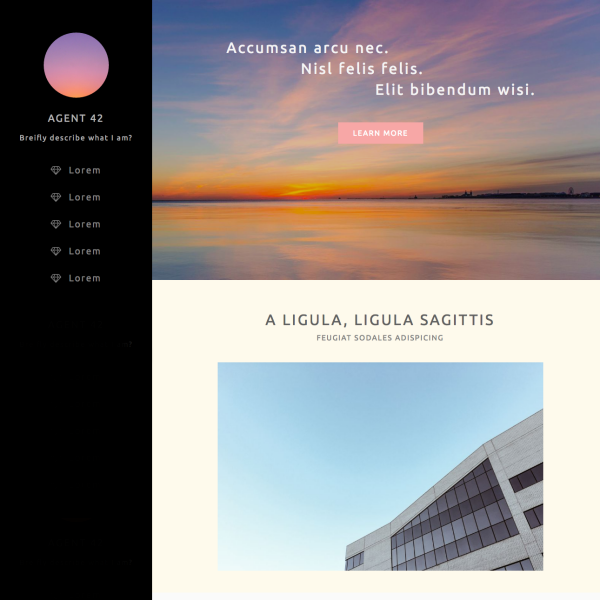 AGENT 42
Breifly describe what I am?
Lorem
Lorem
Lorem
Lorem
Lorem
Accumsan arcu nec.
Nisl felis felis.
Elit bibendum wisi.
LEARN MORE
A LIGULA, LIGULA SAGITTIS
FEUGIAT SODALES ADISPICING